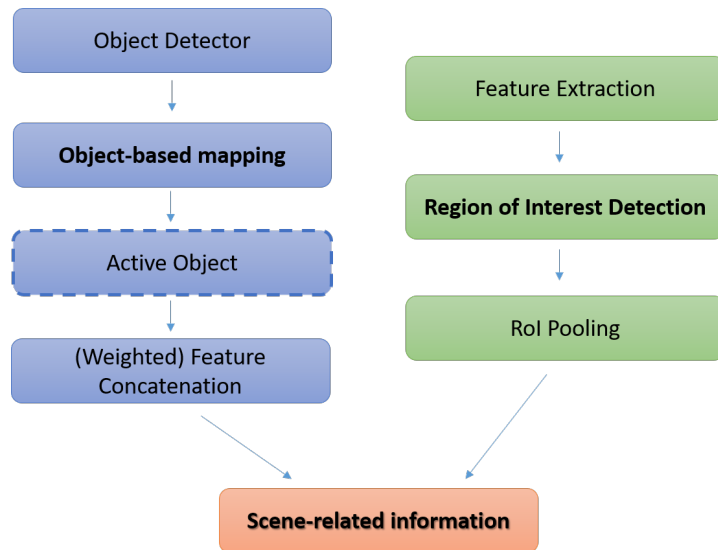 Object Detector
Object-based mapping
Active Object
(Weighted) Feature
Concatenation
Feature Extraction
Region of Interest Detection
RoI Pooling
Scene-related information